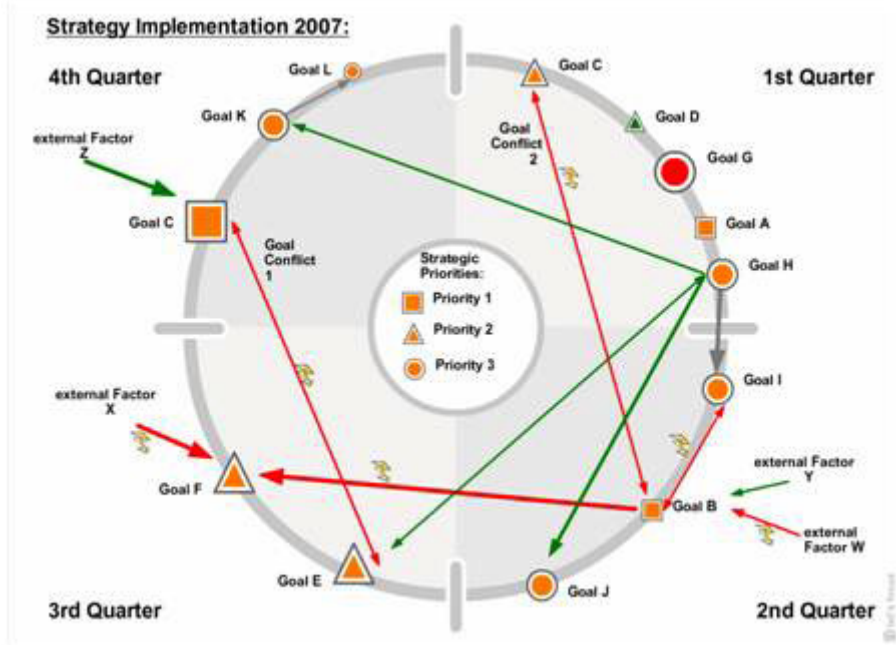 Strategy Implementation 2007:
4th Quarter
1st Quarter
Goal L
Goal C
Goal K
Goal D
external Factor
Z
Goal
Conflict
2
Goal G
Goal C
Goal A
Goal
Conflict
1
Strategic
Priorities:
Goal H
Priority 1
Priority 2
Priority 3
Goal I
external Factor
X
Goal F
external Factor
Y
Goal B
external
Factor W
Goal E
Goal J
3rd Quarter
2nd Quarter